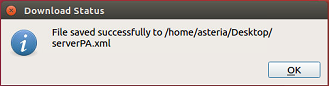 Download Status
File saved successfully to /home/asteria/Desktop/
serverPA.xml
OK